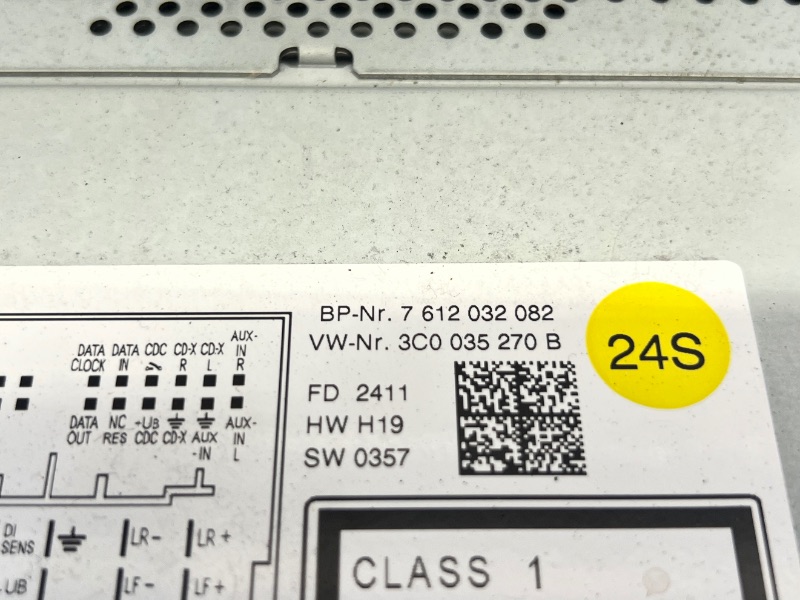 BP-Nr. 7 612 032 082
VW-Nr. 3C0 035 270 B
24S
FD 2411
HW H19
SW 0357
DATA CLOCK
DATA IN
CDC
CD-X R
CD-X L
AUX-IN R
DATA OUT
NC RES
+UB CDC
CD-X
AUX-IN
AUX-IN L
DI SENS
LR-
LR+
UB
LF-
LF+
CLASS 1